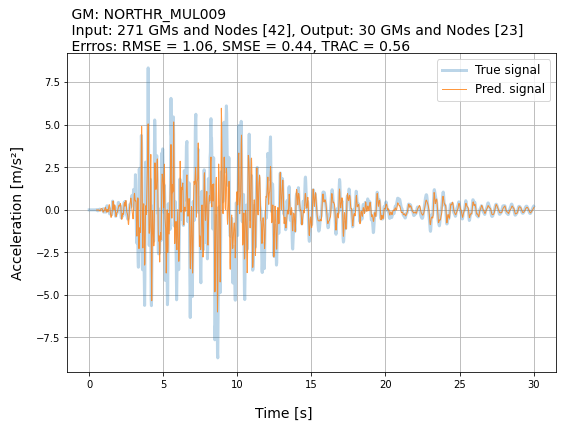 GM: NORTHR_MUL009
Input: 271 GMs and Nodes [42], Output: 30 GMs and Nodes [23]
Errros: RMSE = 1.06, SMSE = 0.44, TRAC = 0.56
True signal
Pred. signal
Acceleration [m/s²]
7.5
5.0
2.5
0.0
−2.5
−5.0
−7.5
0 5 10 15 20 25 30
Time [s]